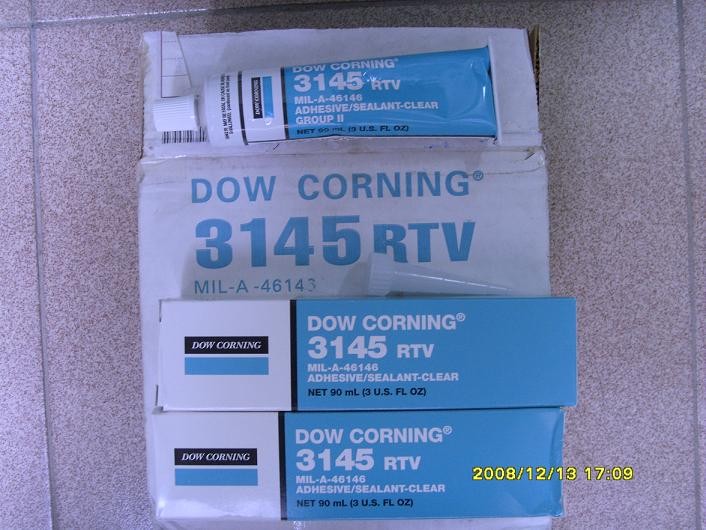 DOW CORNING
DOW CORNING®
3145 RTV
MIL-A-46146
ADHESIVE/SEALANT-CLEAR
GROUP II
NET 90 mL (3 U.S. FL OZ)
DOW CORNING®
3145 RTV
MIL-A-46143
DOW CORNING
DOW CORNING®
3145 RTV
MIL-A-46146
ADHESIVE/SEALANT-CLEAR
NET 90 mL (3 U.S. FL OZ)
DOW CORNING
DOW CORNING®
3145 RTV
MIL-A-46146
ADHESIVE/SEALANT-CLEAR
NET 90 mL (3 U.S. FL OZ)
2008/12/13 17:09